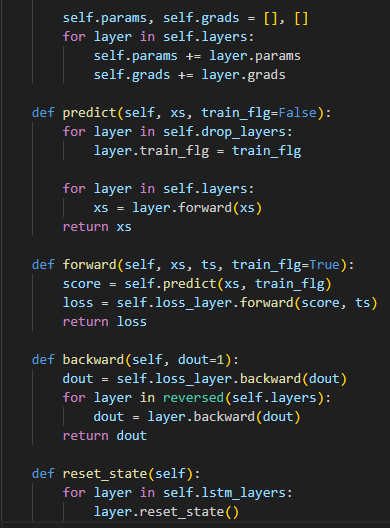 self.params, self.grads = [], []
for layer in self.layers:
    self.params += layer.params
    self.grads += layer.grads

def predict(self, xs, train_flg=False):
    for layer in self.drop_layers:
        layer.train_flg = train_flg

    for layer in self.layers:
        xs = layer.forward(xs)
    return xs

def forward(self, xs, ts, train_flg=True):
    score = self.predict(xs, train_flg)
    loss = self.loss_layer.forward(score, ts)
    return loss

def backward(self, dout=1):
    dout = self.loss_layer.backward(dout)
    for layer in reversed(self.layers):
        dout = layer.backward(dout)
    return dout

def reset_state(self):
    for layer in self.lstm_layers:
        layer.reset_state()